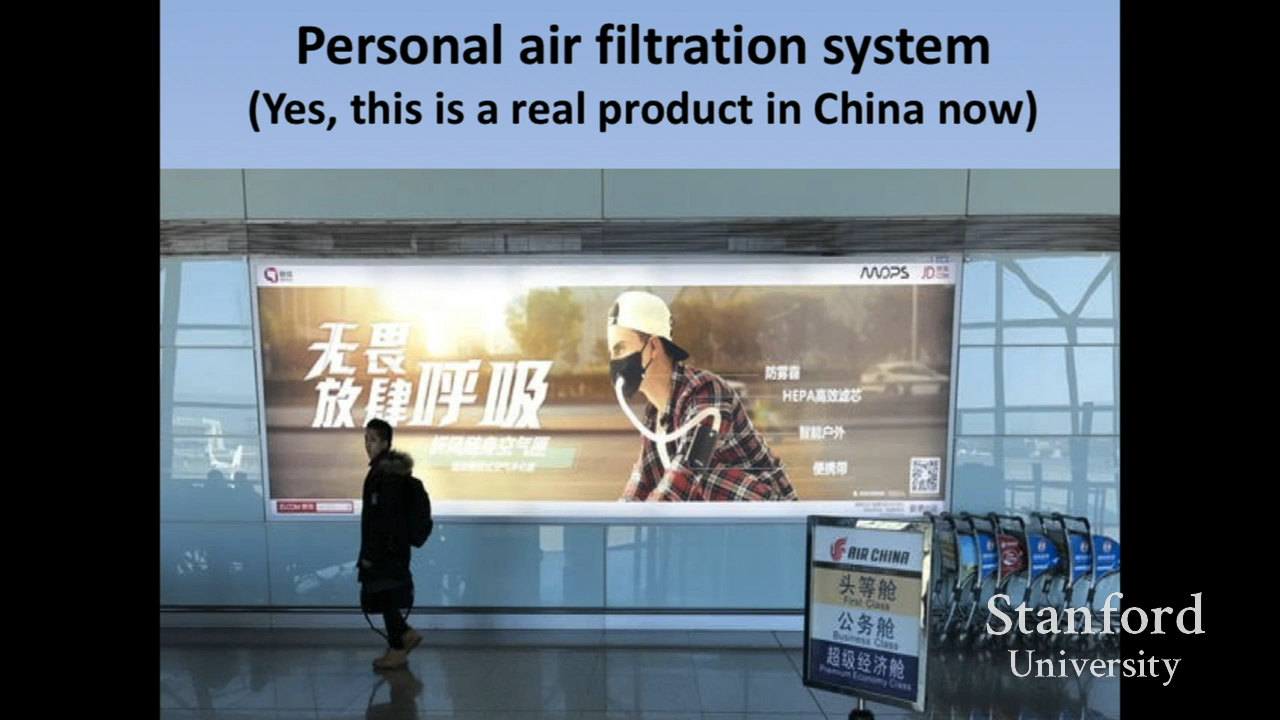 Personal air filtration system
(Yes, this is a real product in China now)
MOPS
JD
无畏
放肆呼吸
防雾霾
HEPA高效滤芯
智能户外
便携带
AIR CHINA
头等舱
First Class
公务舱
Business Class
超级经济舱
Premium Economy Class
Stanford
University